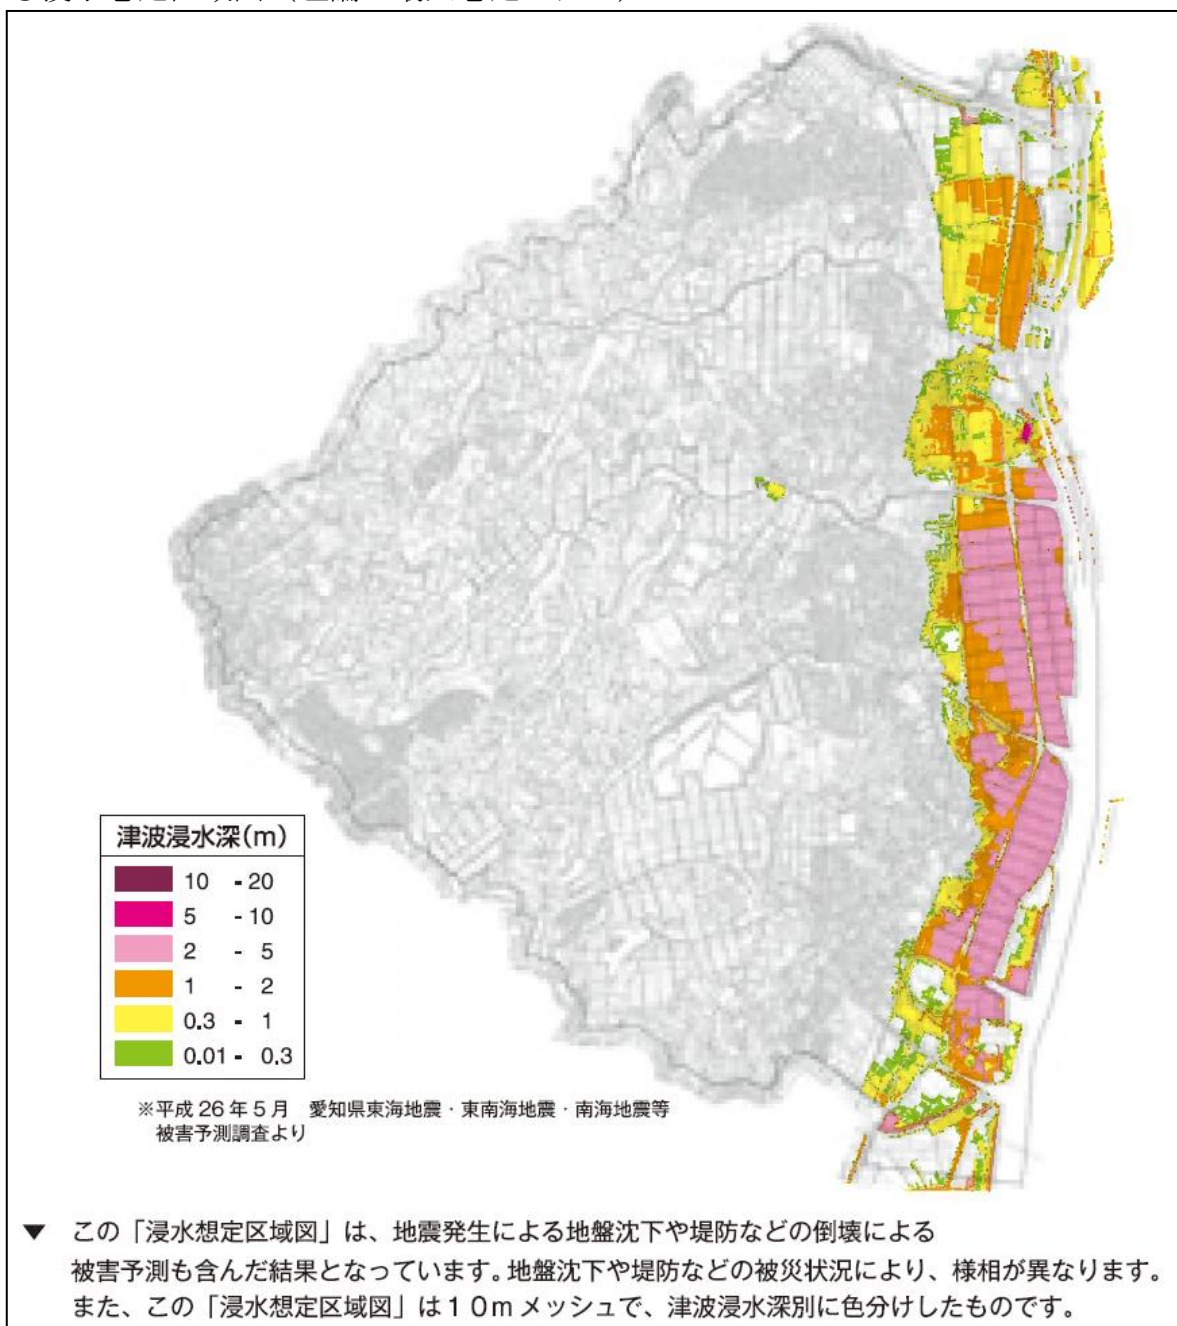 津波浸水深(m)
10 - 20
5 - 10
2 - 5
1 - 2
0.3 - 1
0.01 - 0.3
※平成26年5月 愛知県東海地震・東南海地震・南海地震等
被害予測調査より
▼ この「浸水想定区域図」は、地震発生による地盤沈下や堤防などの倒壊による
被害予測も含んだ結果となっています。地盤沈下や堤防などの被災状況により、様相が異なります。
また、この「浸水想定区域図」は10mメッシュで、津波浸水深別に色分けしたものです。